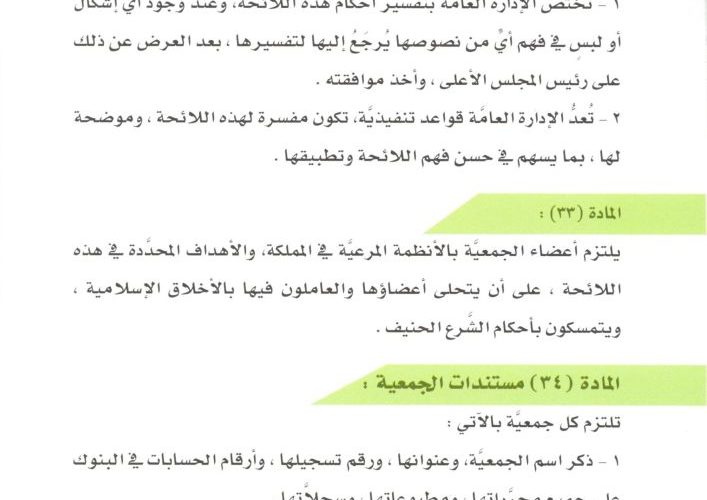 ١ - تختص الإدارة العامة بتفسير أحكام هذه اللائحة، وعند وجود أي إشكال
أو لبسٍ في فهم أيٍّ من نصوصها يُرجَعُ إليها لتفسيرها ، بعد العرض عن ذلك
على رئيس المجلس الأعلى ، وأخذ موافقته .
٢ - تُعدُّ الإدارة العامَّة قواعد تنفيذيَّة، تكون مفسرة لهذه اللائحة ، وموضحة
لها ، بما يسهم في حسن فهم اللائحة وتطبيقها .
المادة (٣٣) :
يلتزم أعضاء الجمعيَّة بالأنظمة المرعيَّة في المملكة، والأهداف المحدَّدة في هذه
اللائحة ، على أن يتحلى أعضاؤها والعاملون فيها بالأخلاق الإسلامية ،
ويتمسكون بأحكام الشَّرع الحنيف .
المادة (٣٤) مستندات الجمعية :
تلتزم كل جمعيَّة بالآتي :
١ - ذكر اسم الجمعيَّة، وعنوانها ، ورقم تسجيلها ، وأرقام الحسابات في البنوك
على جميع محرَّراتها ، ومطبوعاتها ، وسجلاَّتها